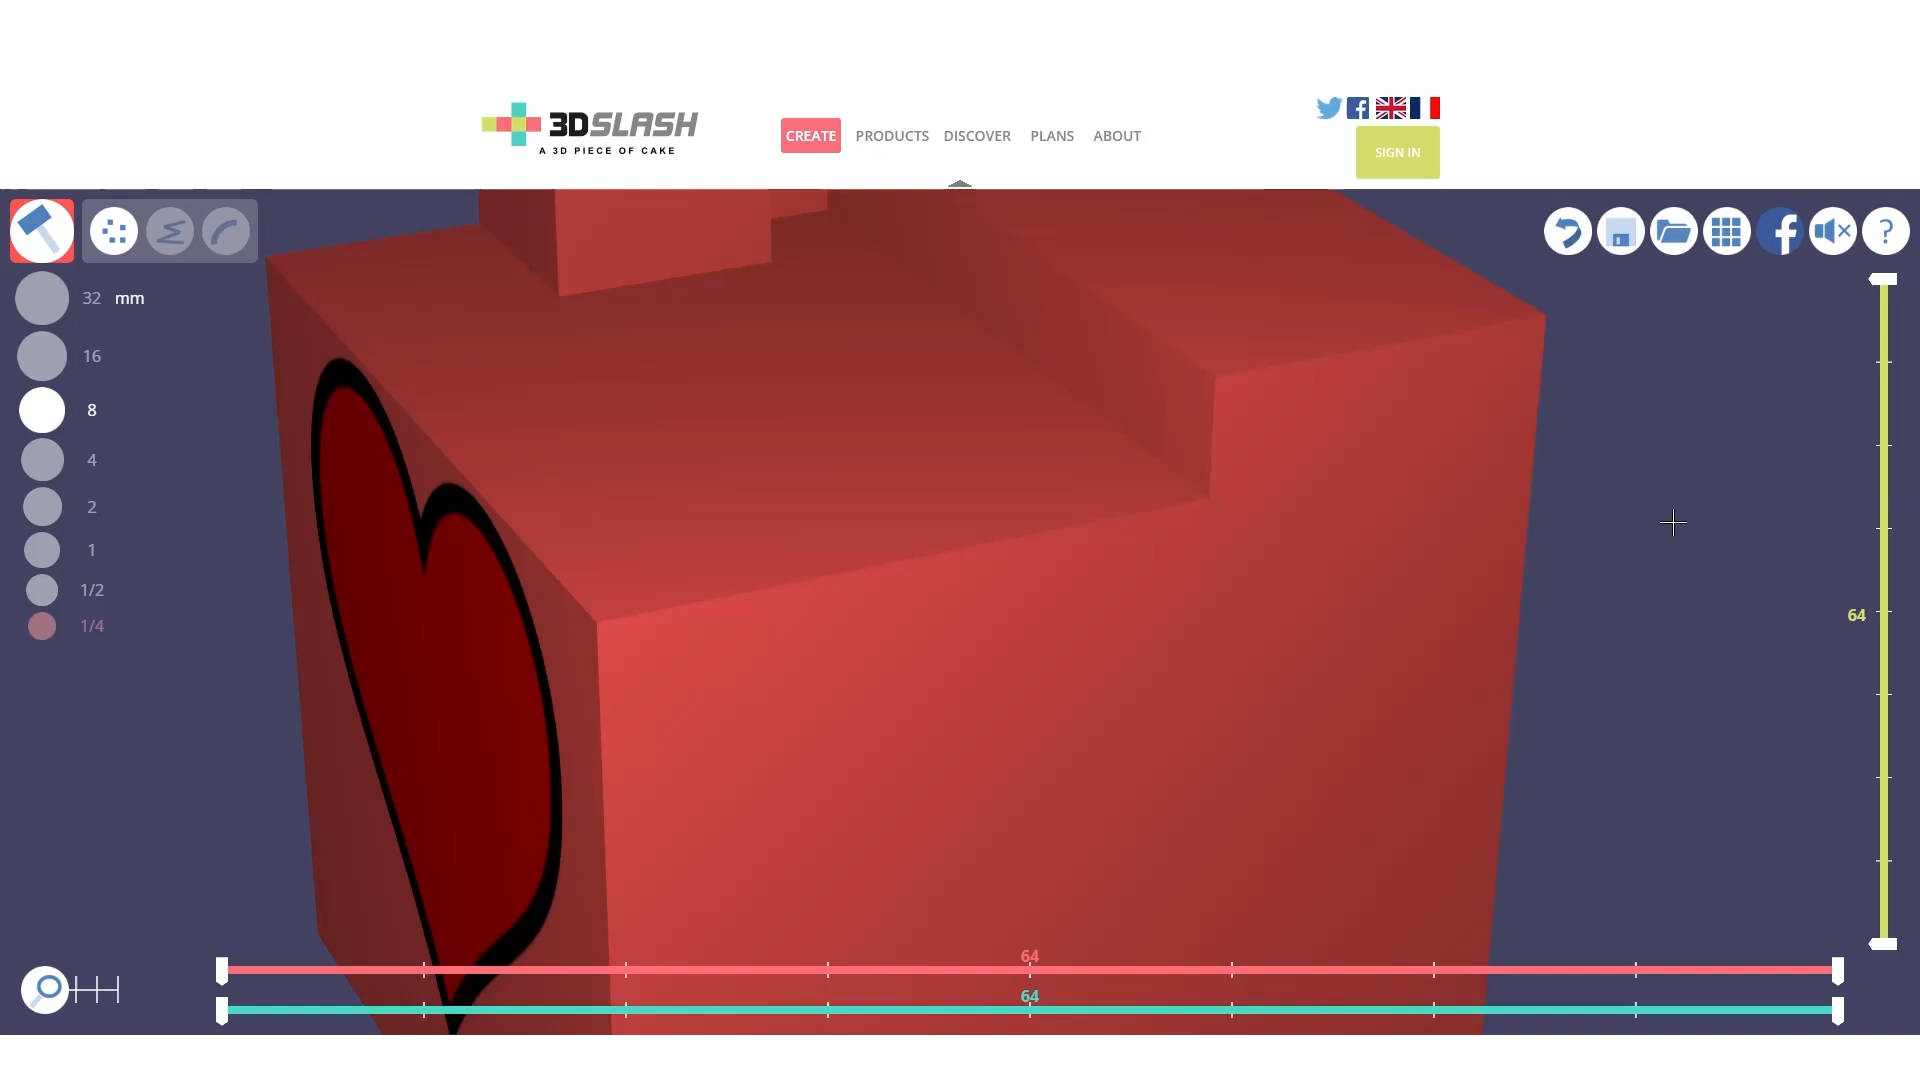 3DSLASH
A 3D PIECE OF CAKE
CREATE PRODUCTS DISCOVER PLANS ABOUT
SIGN IN
?
32 mm
16
8
4
2
1
1/2
1/4
64
64
64